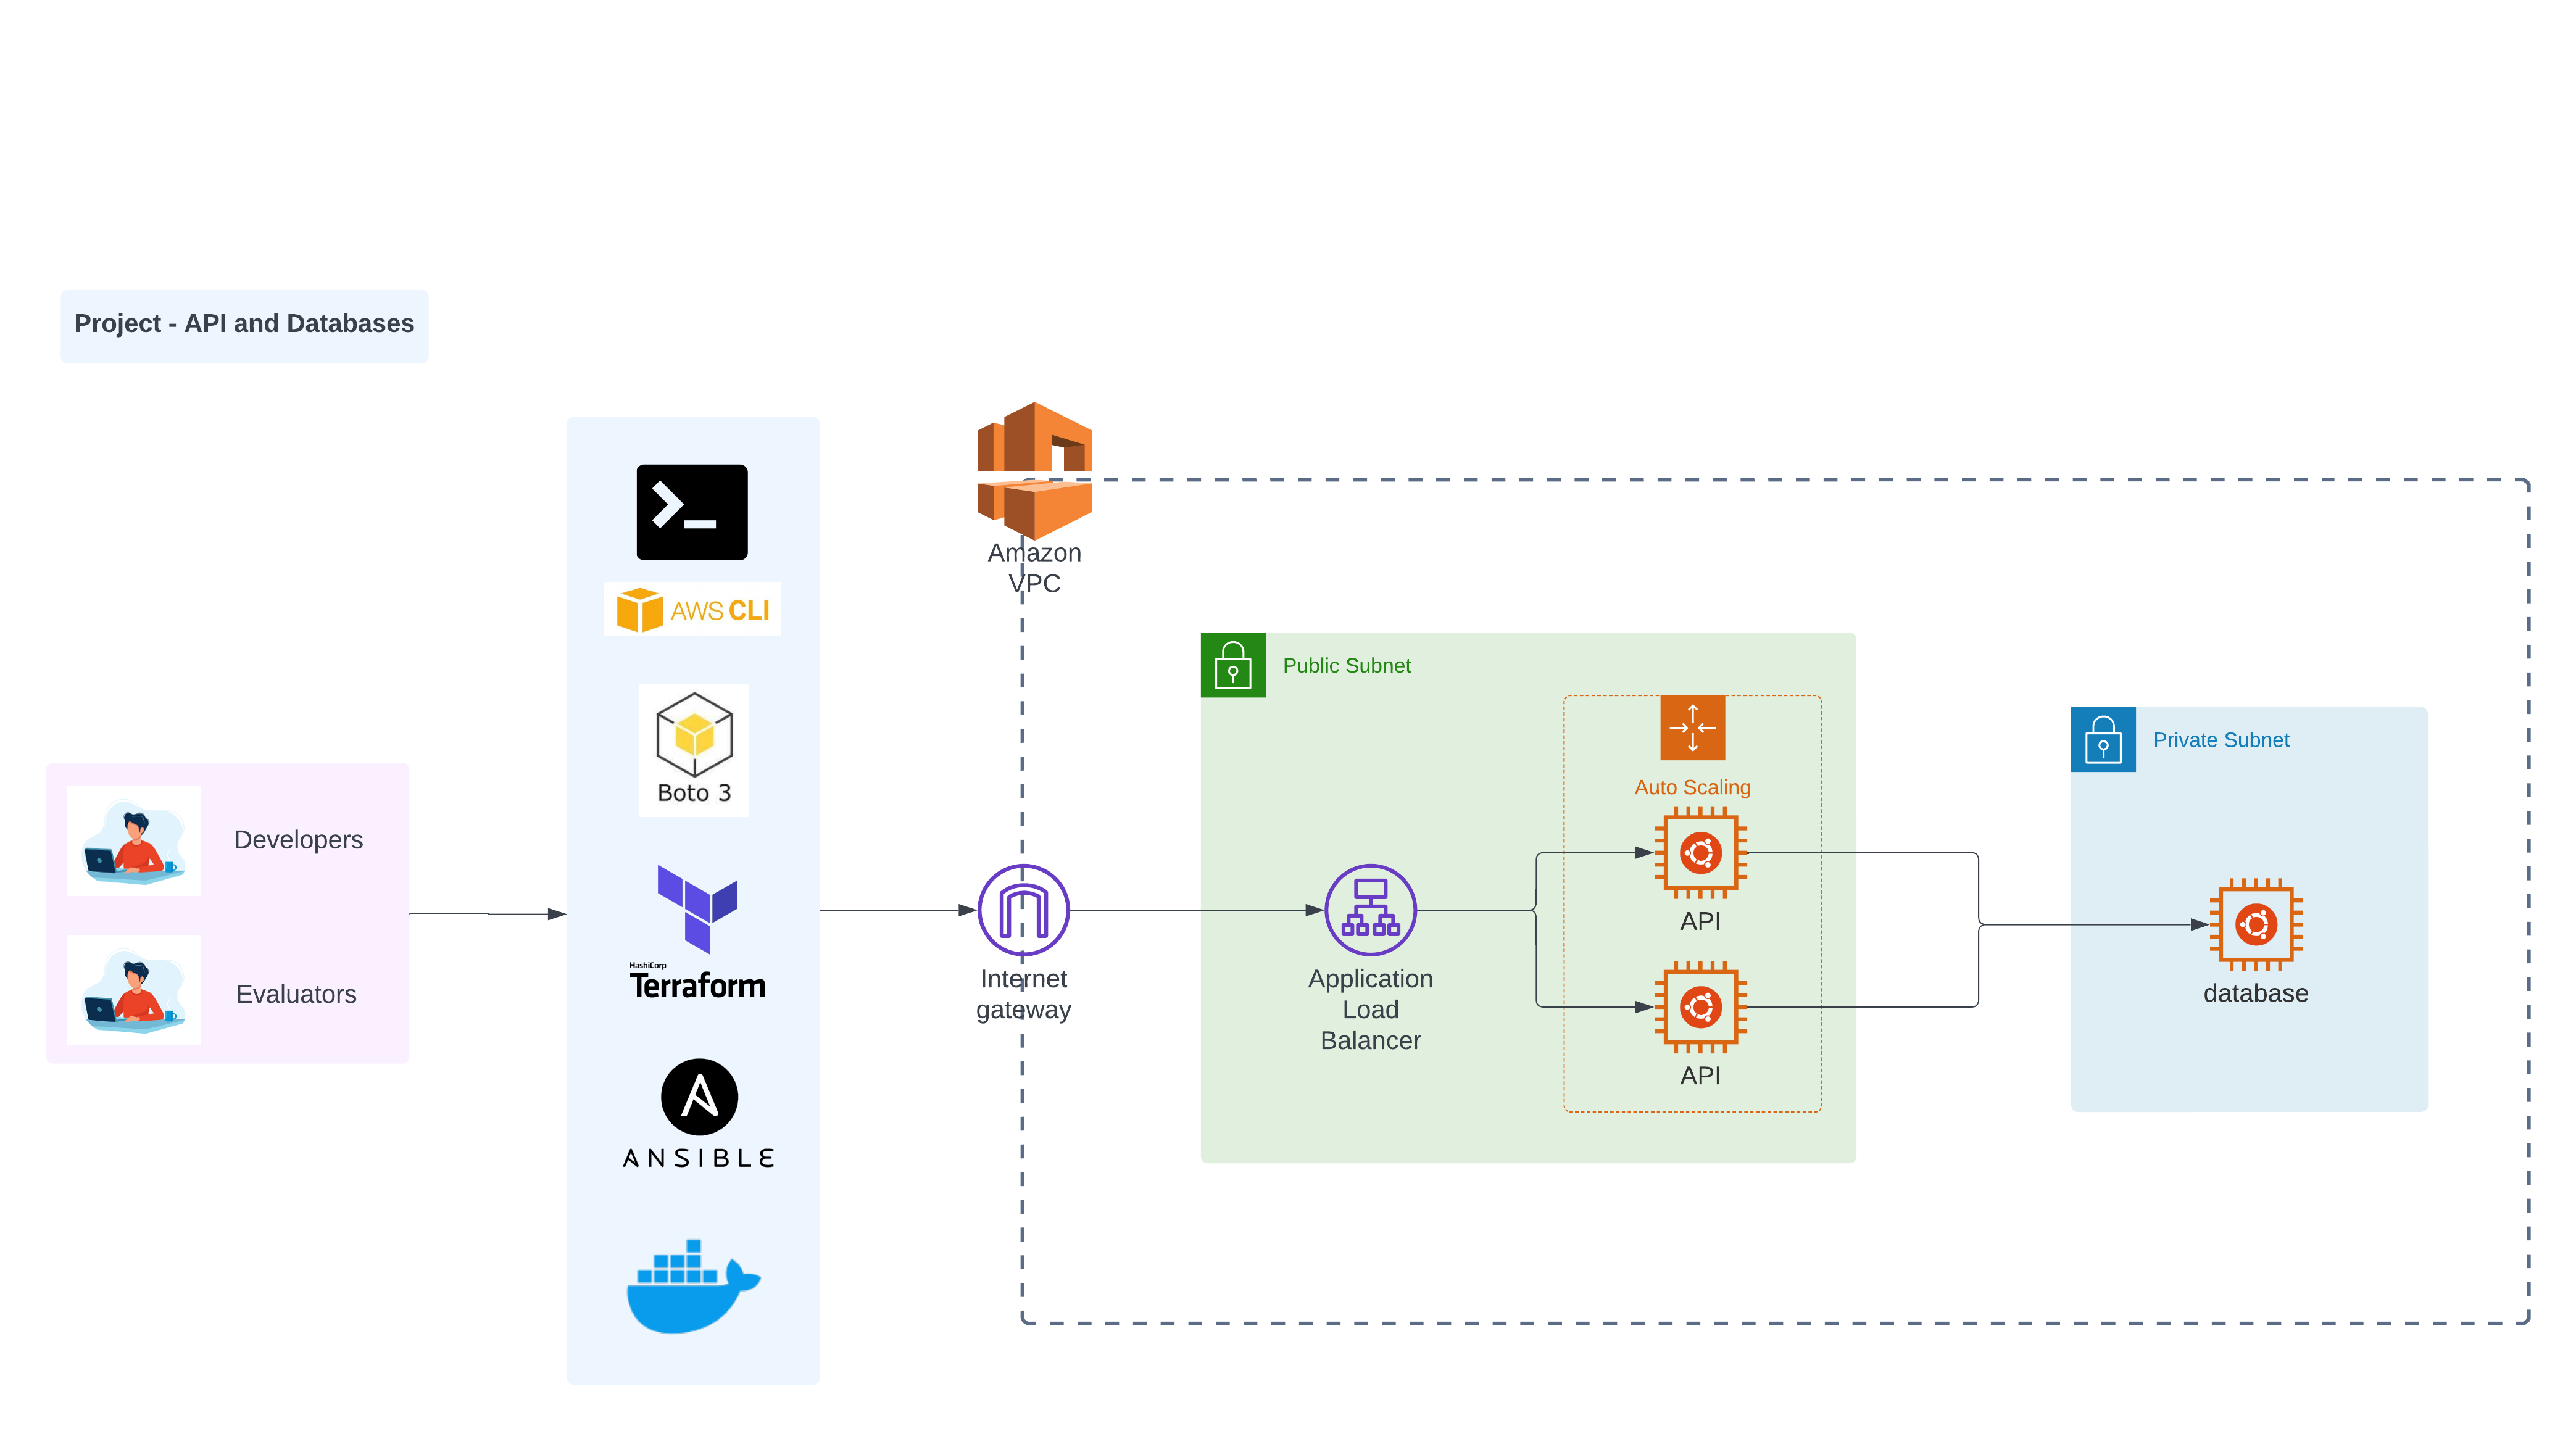 Project - API and Databases
AWS CLI
Boto 3
HashiCorp
Terraform
ANSIBLE
Developers
Evaluators
Amazon
VPC
Internet
gateway
Public Subnet
Application
Load
Balancer
Auto Scaling
API
API
Private Subnet
database